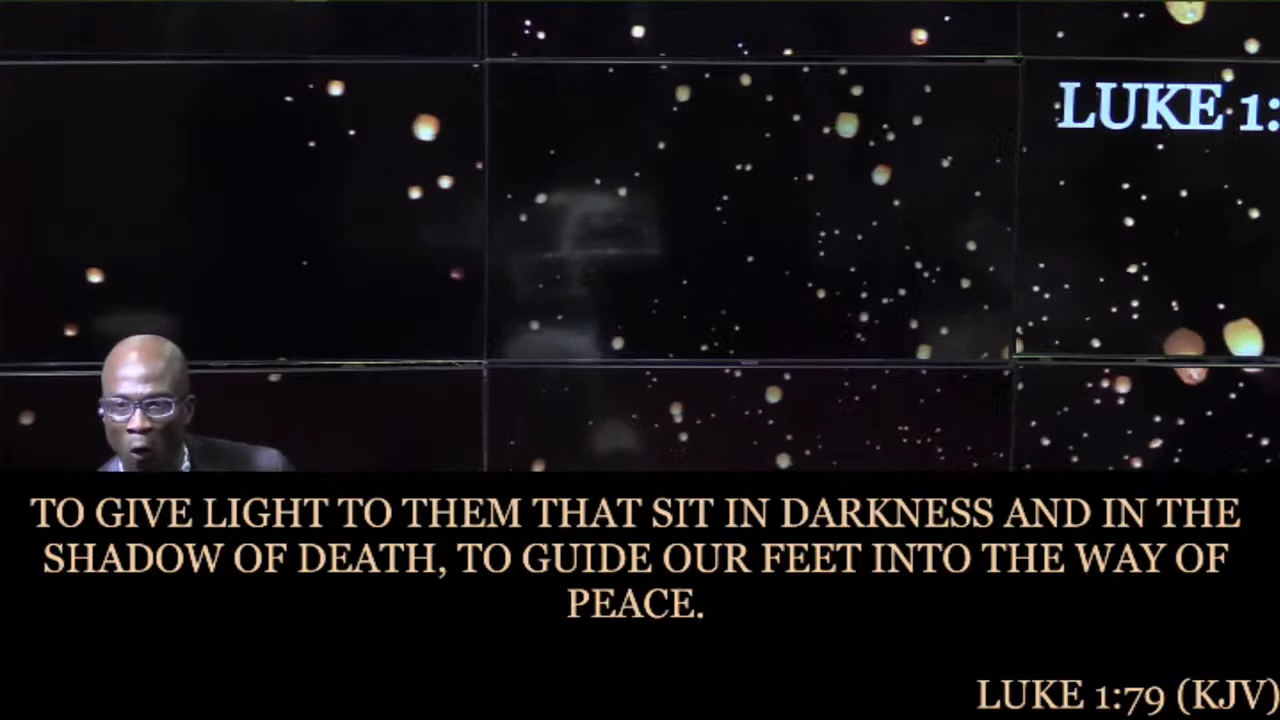 LUKE 1:
TO GIVE LIGHT TO THEM THAT SIT IN DARKNESS AND IN THE
SHADOW OF DEATH, TO GUIDE OUR FEET INTO THE WAY OF
PEACE.
LUKE 1:79 (KJV)